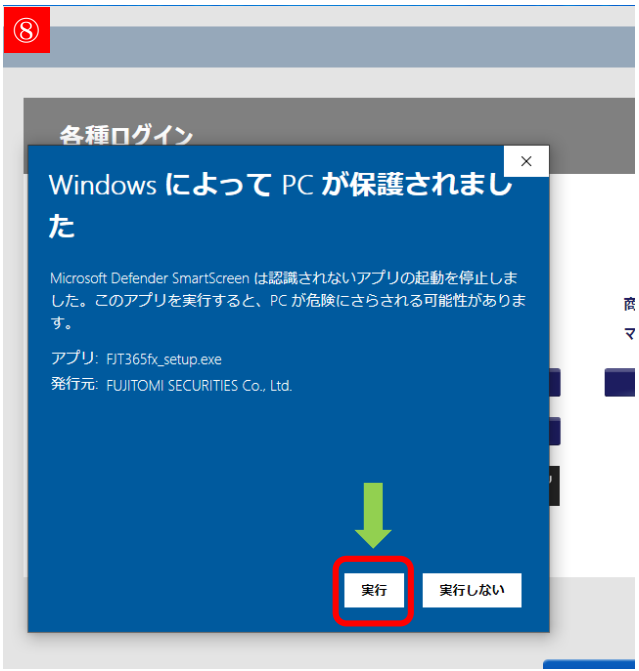 ⑧
各種ログイン
×
Windows によって PC が保護されまし
た
Microsoft Defender SmartScreen は認識されないアプリの起動を停止しま
した。このアプリを実行すると、PC が危険にさらされる可能性がありま
す。
アプリ: FJT365fx_setup.exe
発行元: FUJITOMI SECURITIES Co., Ltd.
商
マ
実行 実行しない